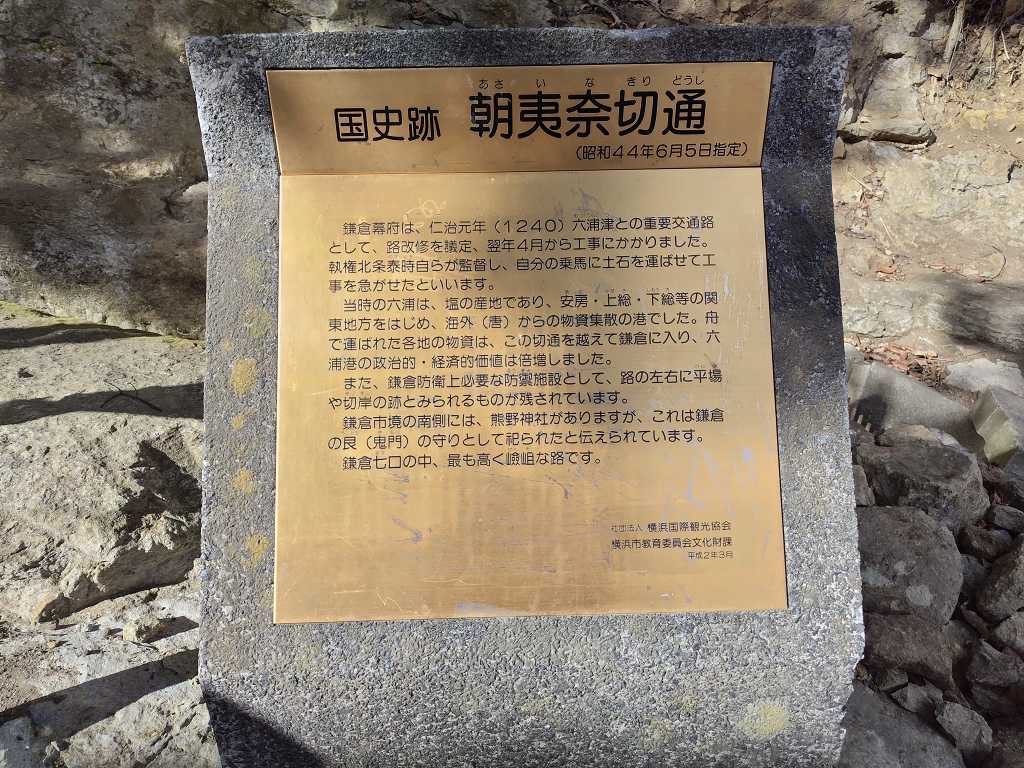 あさ い な きり どうし
国史跡 朝夷奈切通
(昭和44年6月5日指定)
鎌倉幕府は、仁治元年(1240)六浦津との重要交通路
として、路改修を議定、翌年4月から工事にかかりました。
執権北条泰時自らが監督し、自分の乗馬に土石を運ばせて工
事を急がせたといいます。
当時の六浦は、塩の産地であり、安房・上総・下総等の関
東地方をはじめ、海外(唐)からの物資集散の港でした。舟
で運ばれた各地の物資は、この切通を越えて鎌倉に入り、六
浦港の政治的・経済的価値は倍増しました。
また、鎌倉防衛上必要な防禦施設として、路の左右に平場
や切岸の跡とみられるものが残されています。
鎌倉市境の南側には、熊野神社がありますが、これは鎌倉
の艮(鬼門)の守りとして祀られたと伝えられています。
鎌倉七口の中、最も高く嶮岨な路です。
社団法人 横浜国際観光協会
横浜市教育委員会文化財課
平成2年3月